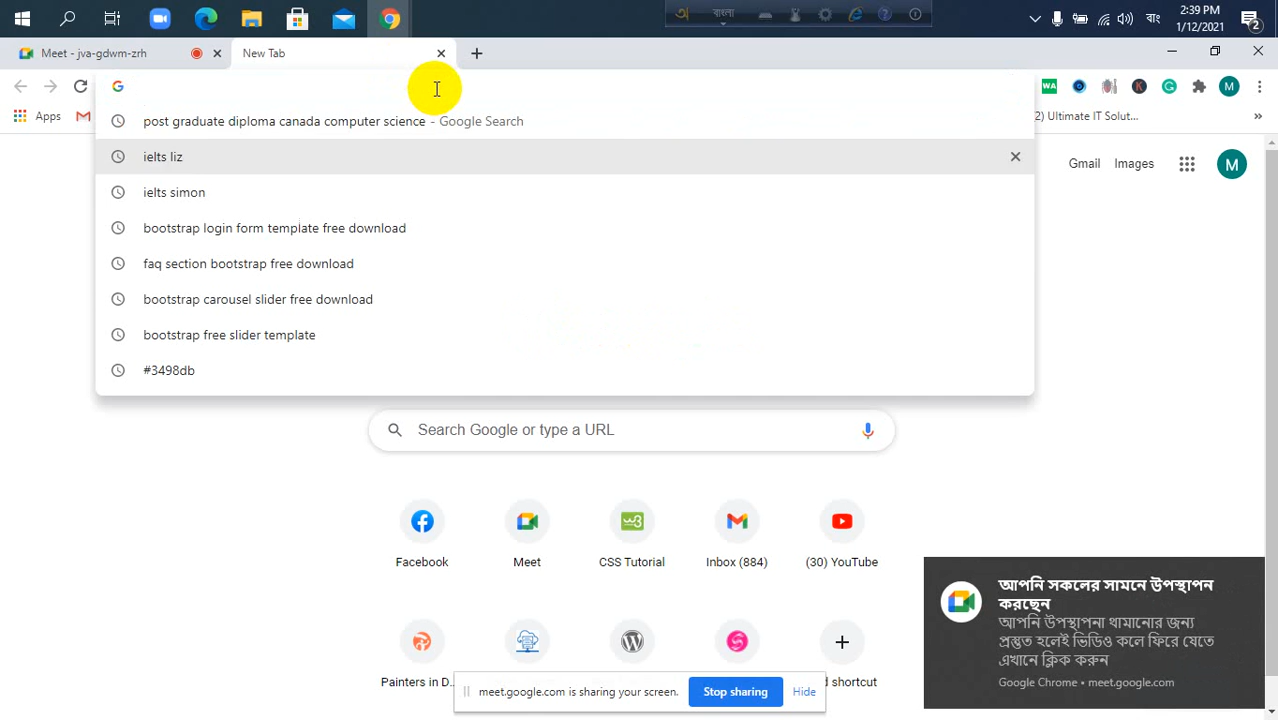 2:39 PM
1/12/2021
বাংলা
বাং
2
Meet - jva-gdwm-zrh
New Tab
Apps
2) Ultimate IT Solut...
»
post graduate diploma canada computer science - Google Search
ielts liz
ielts simon
bootstrap login form template free download
faq section bootstrap free download
bootstrap carousel slider free download
bootstrap free slider template
#3498db
Gmail
Images
M
Search Google or type a URL
Facebook
Meet
CSS Tutorial
Inbox (884)
(30) YouTube
Painters in D...
d shortcut
meet.google.com is sharing your screen.
Stop sharing
Hide
আপনি সকলের সামনে উপস্থাপন
করছেন
আপনি উপস্থাপনা থামানোর জন্য
প্রস্তুত হলেই ভিডিও কলে ফিরে যেতে
এখানে ক্লিক করুন
Google Chrome • meet.google.com